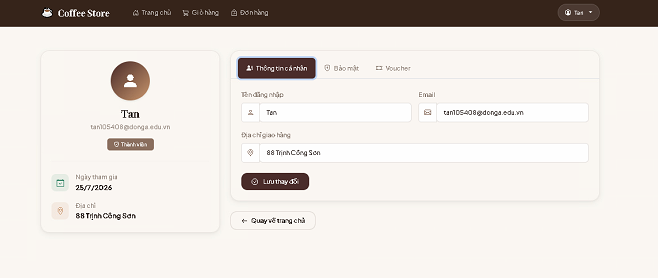 Coffee Store
Trang chủ
Giỏ hàng
Đơn hàng
Tan
Tan
tan105408@donga.edu.vn
Thành viên
Ngày tham gia
25/7/2026
Địa chỉ
88 Trịnh Công Sơn
Thông tin cá nhân
Bảo mật
Voucher
Tên đăng nhập
Email
Tan
tan105408@donga.edu.vn
Địa chỉ giao hàng
88 Trịnh Công Sơn
Lưu thay đổi
Quay về trang chủ